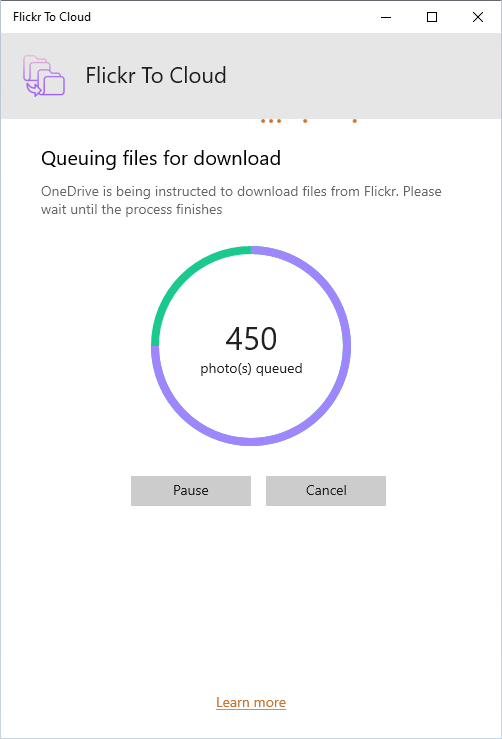 Flickr To Cloud
Flickr To Cloud
Queuing files for download
OneDrive is being instructed to download files from Flickr. Please
wait until the process finishes
450
photo(s) queued
Pause
Cancel
Learn more